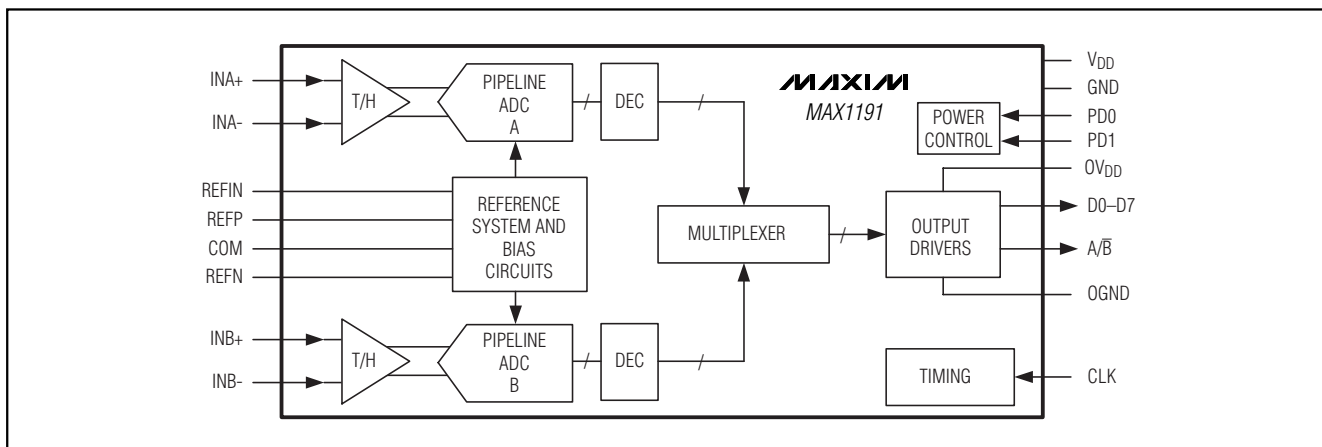 INA+
INA-
T/H
PIPELINE
ADC
A
DEC
MAXIM
MAX1191
POWER
CONTROL
VDD
GND
PD0
PD1
REFIN
REFP
COM
REFN
REFERENCE
SYSTEM AND
BIAS
CIRCUITS
MULTIPLEXER
OUTPUT
DRIVERS
OVDD
D0–D7
A/B̅
OGND
INB+
INB-
T/H
PIPELINE
ADC
B
DEC
TIMING
CLK